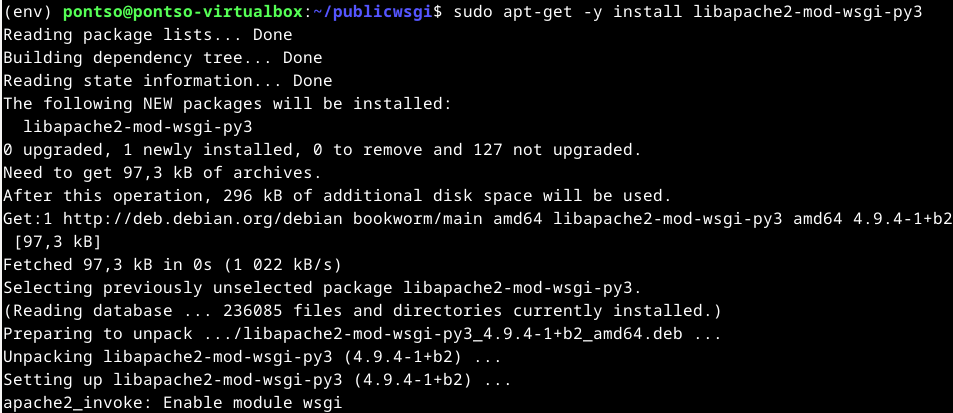 (env) pontso@pontso-virtualbox:~/publicwsgi$ sudo apt-get -y install libapache2-mod-wsgi-py3
Reading package lists... Done
Building dependency tree... Done
Reading state information... Done
The following NEW packages will be installed:
  libapache2-mod-wsgi-py3
0 upgraded, 1 newly installed, 0 to remove and 127 not upgraded.
Need to get 97,3 kB of archives.
After this operation, 296 kB of additional disk space will be used.
Get:1 http://deb.debian.org/debian bookworm/main amd64 libapache2-mod-wsgi-py3 amd64 4.9.4-1+b2
 [97,3 kB]
Fetched 97,3 kB in 0s (1 022 kB/s)
Selecting previously unselected package libapache2-mod-wsgi-py3.
(Reading database ... 236085 files and directories currently installed.)
Preparing to unpack .../libapache2-mod-wsgi-py3_4.9.4-1+b2_amd64.deb ...
Unpacking libapache2-mod-wsgi-py3 (4.9.4-1+b2) ...
Setting up libapache2-mod-wsgi-py3 (4.9.4-1+b2) ...
apache2_invoke: Enable module wsgi